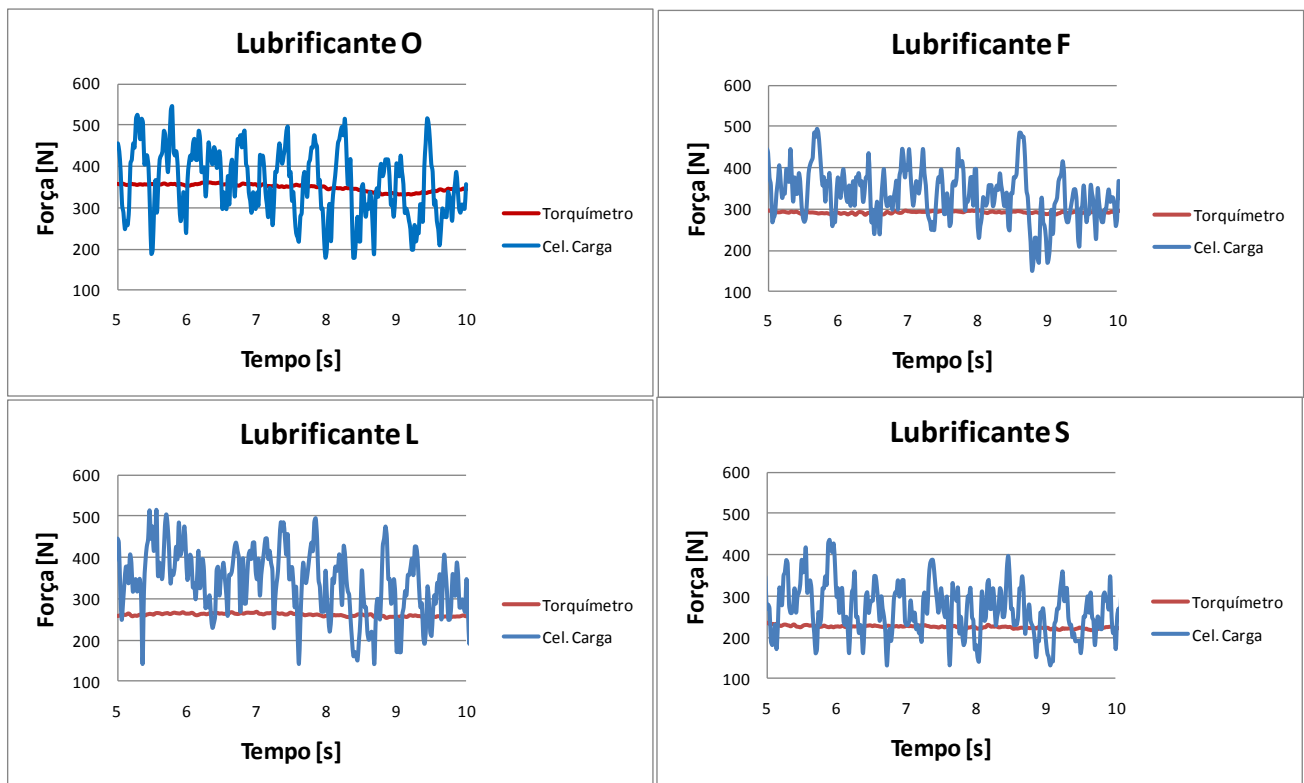 Lubrificante O
Força [N]
600
500
400
300
200
100
5 6 7 8 9 10
Tempo [s]
Torquímetro
Cel. Carga
Lubrificante F
Força [N]
600
500
400
300
200
100
5 6 7 8 9 10
Tempo [s]
Torquímetro
Cel. Carga
Lubrificante L
Força [N]
600
500
400
300
200
100
5 6 7 8 9 10
Tempo [s]
Torquímetro
Cel. Carga
Lubrificante S
Força [N]
600
500
400
300
200
100
5 6 7 8 9 10
Tempo [s]
Torquímetro
Cel. Carga